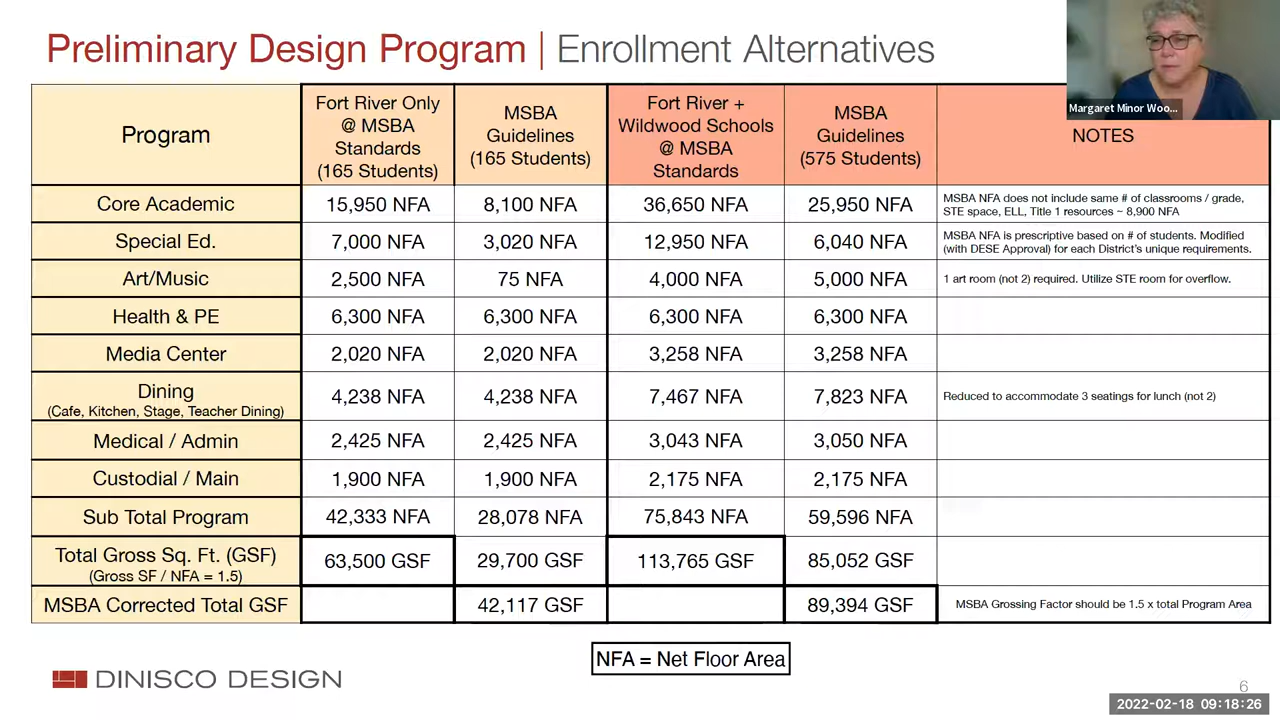 Preliminary Design Program | Enrollment Alternatives
Margaret Minor Woo...
Program
Fort River Only
@ MSBA
Standards
(165 Students)
MSBA
Guidelines
(165 Students)
Fort River +
Wildwood Schools
@ MSBA
Standards
MSBA
Guidelines
(575 Students)
NOTES
Core Academic 15,950 NFA 8,100 NFA 36,650 NFA 25,950 NFA
MSBA NFA does not include same # of classrooms / grade,
STE space, ELL, Title 1 resources ~ 8,900 NFA
Special Ed. 7,000 NFA 3,020 NFA 12,950 NFA 6,040 NFA
MSBA NFA is prescriptive based on # of students. Modified
(with DESE Approval) for each District's unique requirements.
Art/Music 2,500 NFA 75 NFA 4,000 NFA 5,000 NFA 1 art room (not 2) required. Utilize STE room for overflow.
Health & PE 6,300 NFA 6,300 NFA 6,300 NFA 6,300 NFA
Media Center 2,020 NFA 2,020 NFA 3,258 NFA 3,258 NFA
Dining
(Cafe, Kitchen, Stage, Teacher Dining)
4,238 NFA 4,238 NFA 7,467 NFA 7,823 NFA Reduced to accommodate 3 seatings for lunch (not 2)
Medical / Admin 2,425 NFA 2,425 NFA 3,043 NFA 3,050 NFA
Custodial / Main 1,900 NFA 1,900 NFA 2,175 NFA 2,175 NFA
Sub Total Program 42,333 NFA 28,078 NFA 75,843 NFA 59,596 NFA
Total Gross Sq. Ft. (GSF)
(Gross SF / NFA = 1.5)
63,500 GSF 29,700 GSF 113,765 GSF 85,052 GSF
MSBA Corrected Total GSF 42,117 GSF 89,394 GSF MSBA Grossing Factor should be 1.5 x total Program Area
NFA = Net Floor Area
DINISCO DESIGN
6
2022-02-18 09:18:26